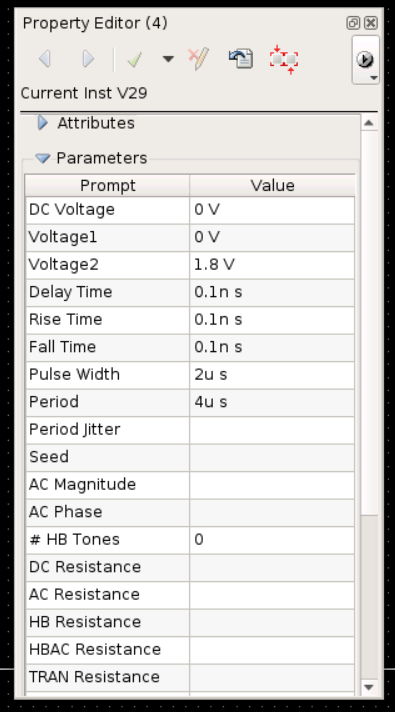 Property Editor (4)
Current Inst V29
Attributes
Parameters
Prompt Value
DC Voltage 0 V
Voltage1 0 V
Voltage2 1.8 V
Delay Time 0.1n s
Rise Time 0.1n s
Fall Time 0.1n s
Pulse Width 2u s
Period 4u s
Period Jitter
Seed
AC Magnitude
AC Phase
# HB Tones 0
DC Resistance
AC Resistance
HB Resistance
HBAC Resistance
TRAN Resistance